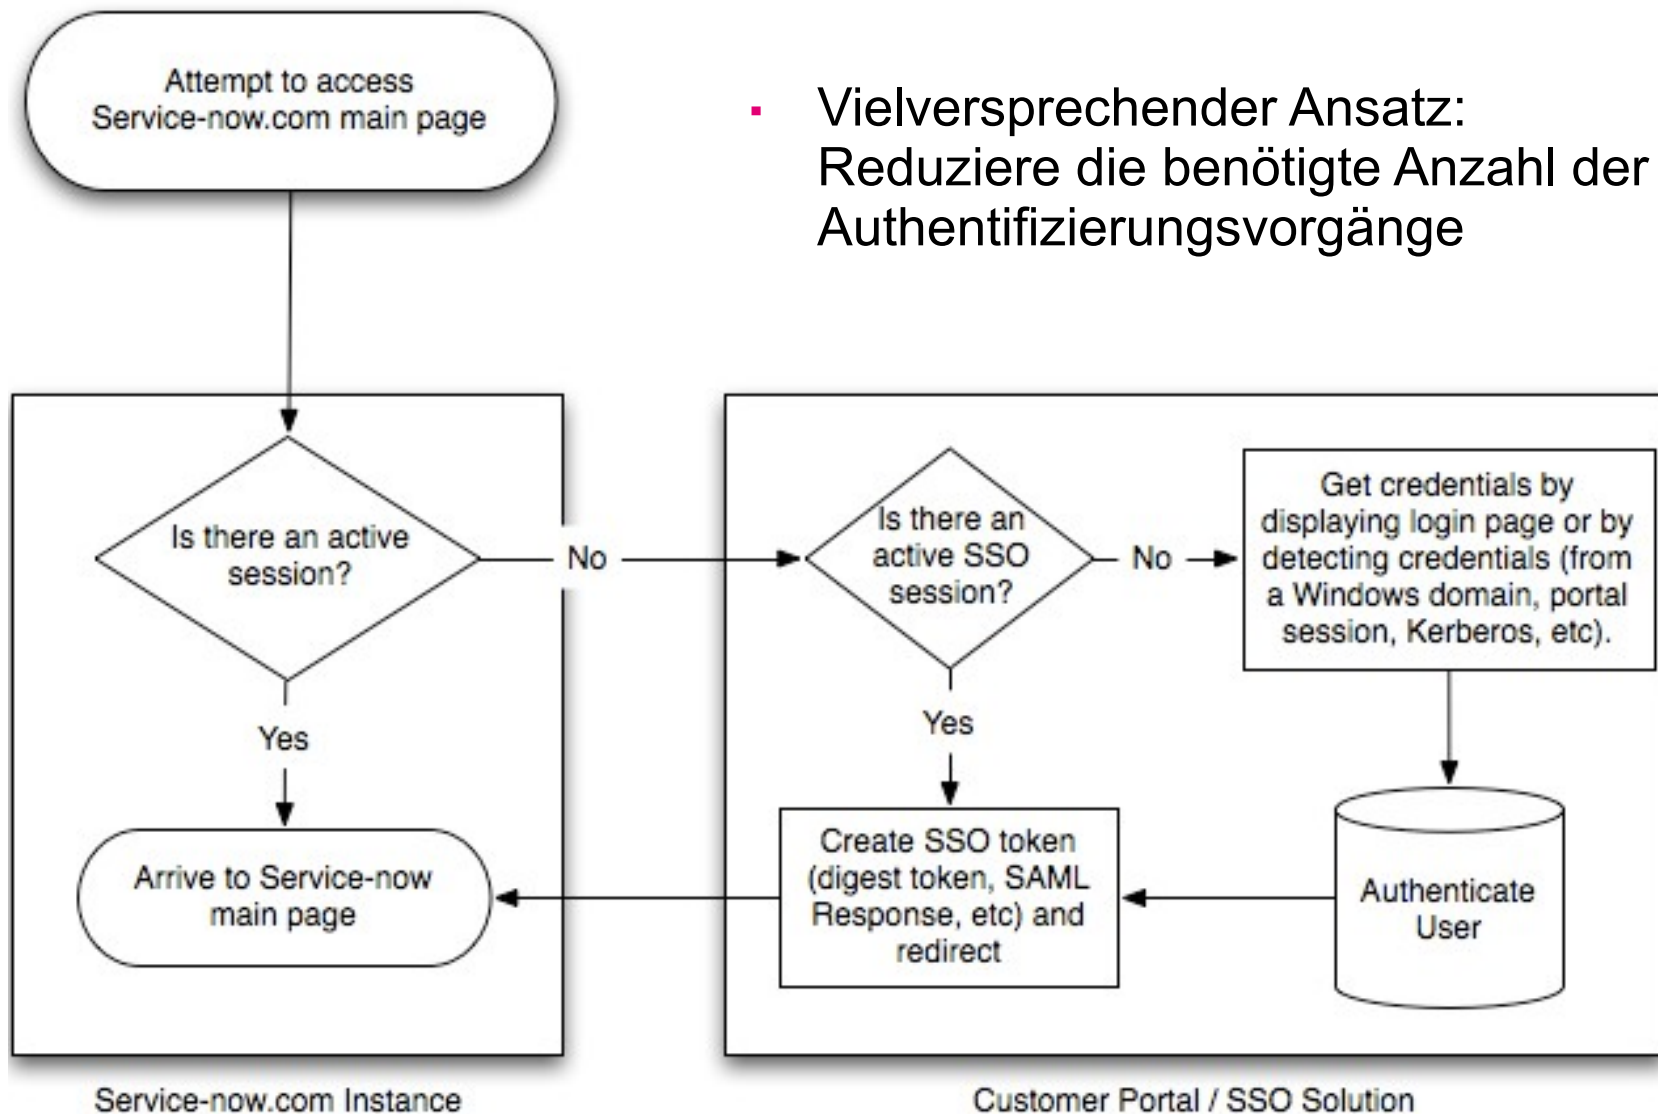 Attempt to access
Service-now.com main page
▪ Vielversprechender Ansatz:
Reduziere die benötigte Anzahl der
Authentifizierungsvorgänge
Is there an active
session?
No
Yes
Arrive to Service-now
main page
Service-now.com Instance
Is there an
active SSO
session?
No
Get credentials by
displaying login page or by
detecting credentials (from
a Windows domain, portal
session, Kerberos, etc).
Yes
Create SSO token
(digest token, SAML
Response, etc) and
redirect
Authenticate
User
Customer Portal / SSO Solution